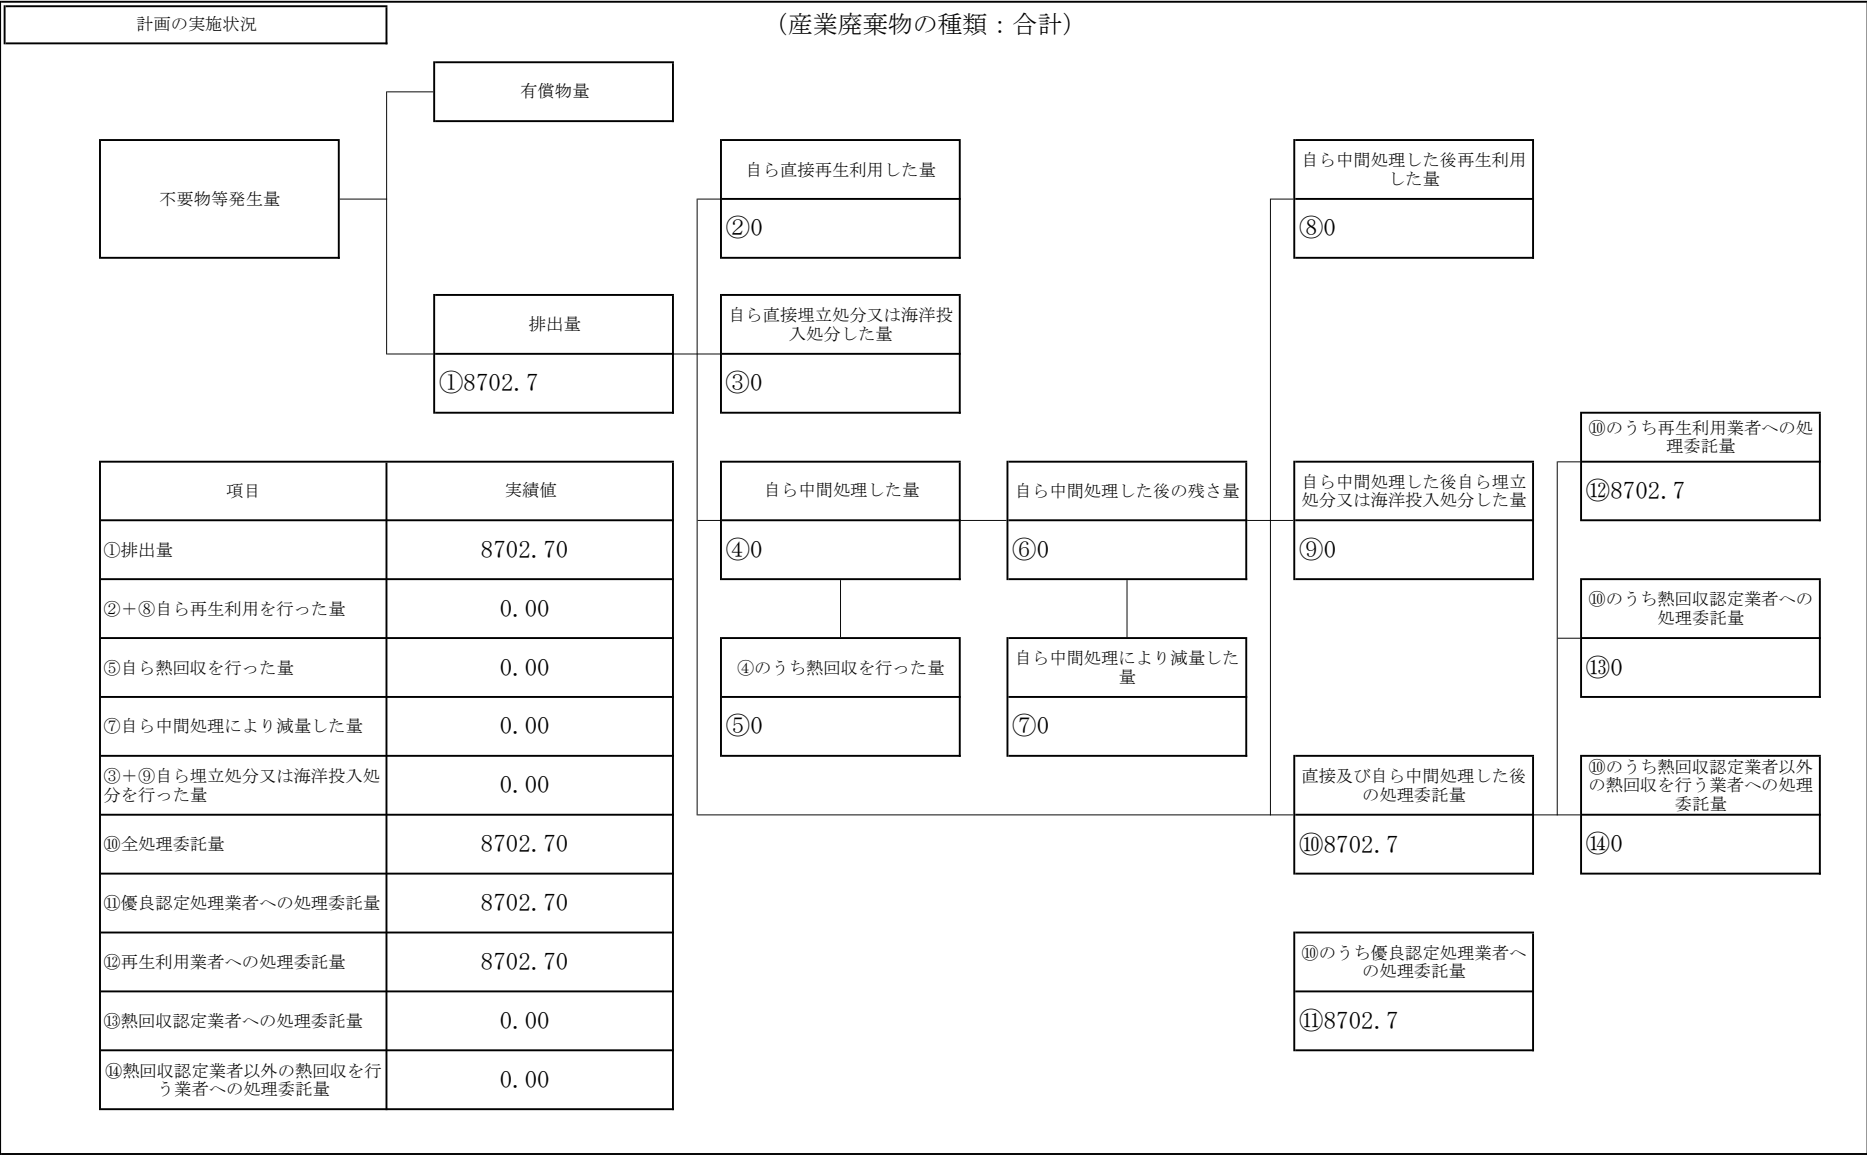 計画の実施状況
（産業廃棄物の種類：合計）
有償物量
不要物等発生量
自ら直接再生利用した量
②0
自ら中間処理した後再生利用
した量
⑧0
排出量
①8702.7
自ら直接埋立処分又は海洋投
入処分した量
③0
⑩のうち再生利用業者への処
理委託量
⑫8702.7
自ら中間処理した量
④0
自ら中間処理した後の残さ量
⑥0
自ら中間処理した後自ら埋立
処分又は海洋投入処分した量
⑨0
⑩のうち熱回収認定業者への
処理委託量
⑬0
④のうち熱回収を行った量
⑤0
自ら中間処理により減量した
量
⑦0
直接及び自ら中間処理した後
の処理委託量
⑩8702.7
⑩のうち熱回収認定業者以外
の熱回収を行う業者への処理
委託量
⑭0
⑩のうち優良認定処理業者へ
の処理委託量
⑪8702.7
項目 実績値
①排出量 8702.70
②＋⑧自ら再生利用を行った量 0.00
⑤自ら熱回収を行った量 0.00
⑦自ら中間処理により減量した量 0.00
③＋⑨自ら埋立処分又は海洋投入処
分を行った量 0.00
⑩全処理委託量 8702.70
⑪優良認定処理業者への処理委託量 8702.70
⑫再生利用業者への処理委託量 8702.70
⑬熱回収認定業者への処理委託量 0.00
⑭熱回収認定業者以外の熱回収を行
う業者への処理委託量 0.00